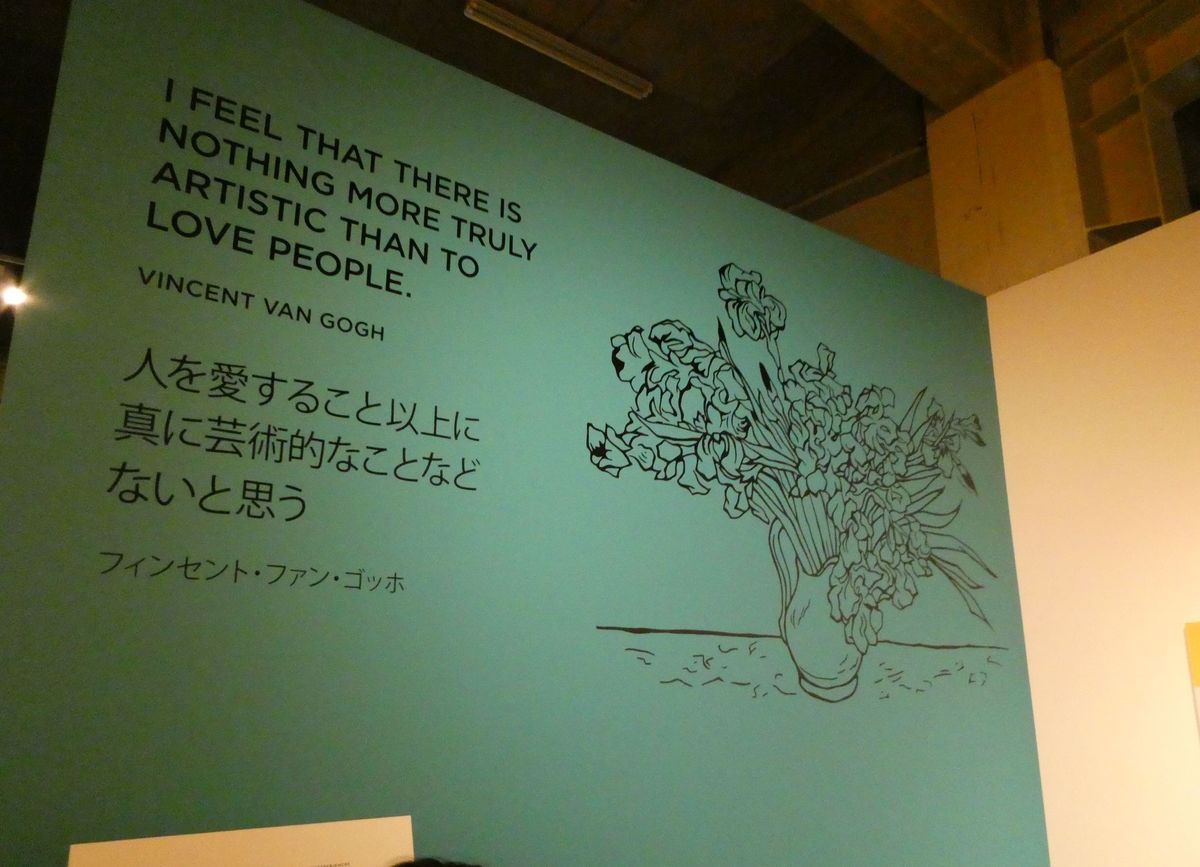 I FEEL THAT THERE IS
NOTHING MORE TRULY
ARTISTIC THAN TO
LOVE PEOPLE.
VINCENT VAN GOGH
人を愛すること以上に
真に芸術的なことなど
ないと思う
フィンセント・ファン・ゴッホ